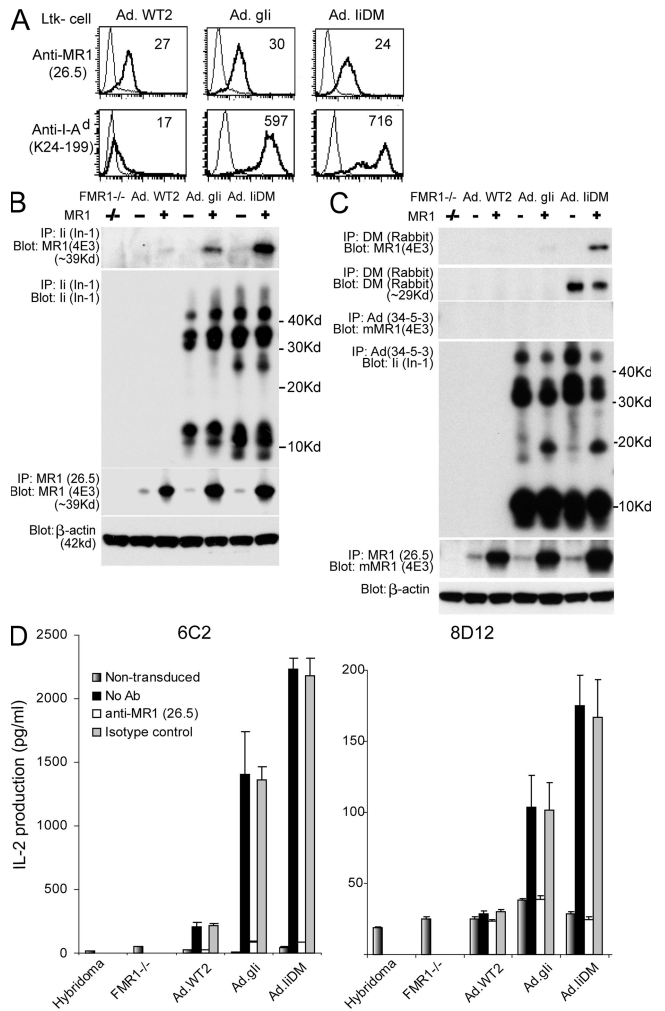 A
Ltk- cell
Ad. WT2
Ad. gli
Ad. IiDM
Anti-MR1
(26.5)
27
30
24
Anti-I-Ad
(K24-199)
17
597
716
B
FMR1-/- Ad. WT2 Ad. gli Ad. IiDM
MR1 -/- - + - + - +
IP: Ii (In-1)
Blot: MR1(4E3)
(~39Kd)
IP: Ii (In-1)
Blot: Ii (In-1)
-40Kd
-30Kd
-20Kd
-10Kd
IP: MR1 (26.5)
Blot: MR1 (4E3)
(~39Kd)
Blot: β-actin
(42kd)
C
FMR1-/- Ad. WT2 Ad. gli Ad. IiDM
MR1 -/- - + - + - +
IP: DM (Rabbit)
Blot: MR1(4E3)
IP: DM (Rabbit)
Blot: DM (Rabbit)
(~29Kd)
IP: Ad (34-5-3)
Blot: mMR1(4E3)
IP: Ad(34-5-3)
Blot: Ii (In-1)
40Kd
-30Kd
-20Kd
-10Kd
IP: MR1 (26.5)
Blot: mMR1 (4E3)
Blot: β-actin
D
6C2
8D12
IL-2 production (pg/ml)
2500
2000
1500
1000
500
0
Non-transduced
No Ab
anti-MR1 (26.5)
Isotype control
Hybridoma
FMR1-/-
Ad.WT2
Ad.gli
Ad.IiDM
200
150
100
50
0
Hybridoma
FMR1-/-
Ad.WT2
Ad.gli
Ad.IiDM